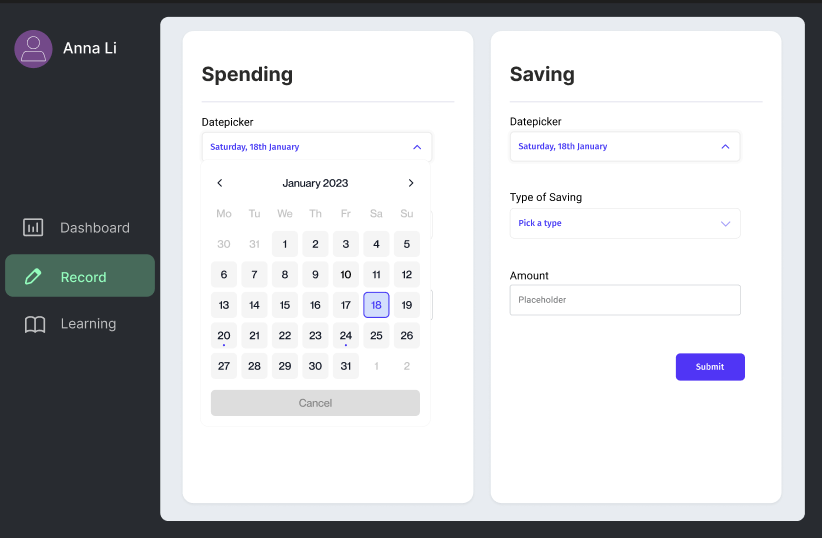 Anna Li
Dashboard
Record
Learning
Spending
Datepicker
Saturday, 18th January
January 2023
Mo Tu We Th Fr Sa Su
30 31 1 2 3 4 5
6 7 8 9 10 11 12
13 14 15 16 17 18 19
20 21 22 23 24 25 26
27 28 29 30 31 1 2
Cancel
Saving
Datepicker
Saturday, 18th January
Type of Saving
Pick a type
Amount
Placeholder
Submit